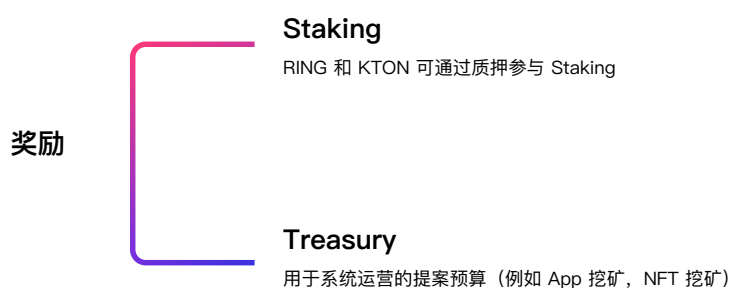 奖励
Staking
RING 和 KTON 可通过质押参与 Staking
Treasury
用于系统运营的提案预算（例如 App 挖矿，NFT 挖矿）